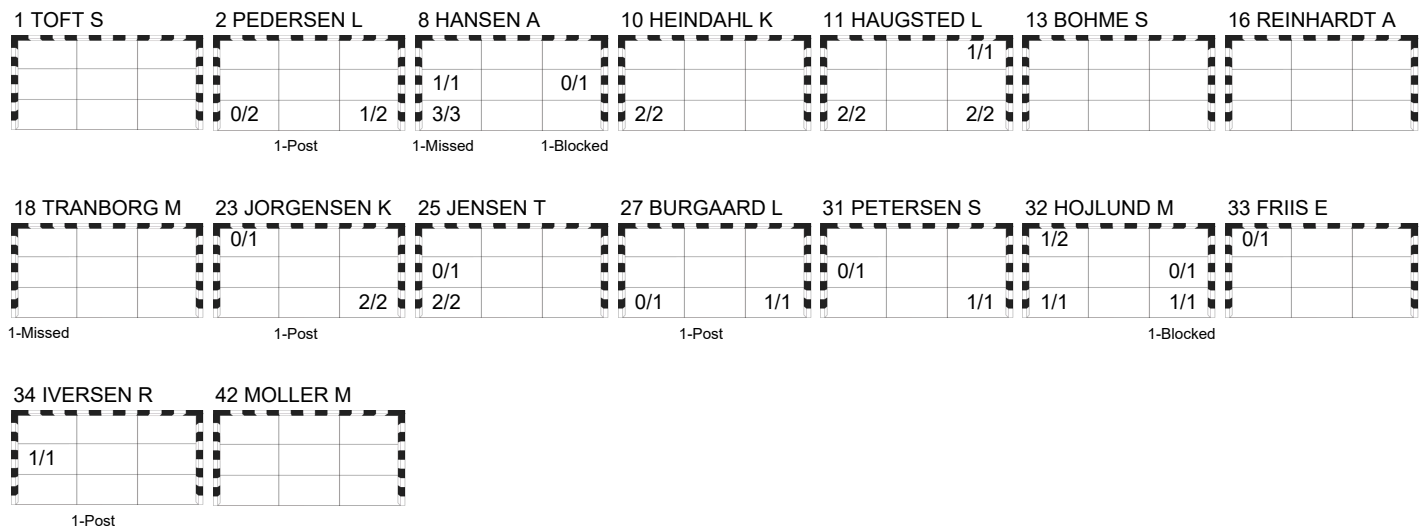 1 TOFT S 2 PEDERSEN L 8 HANSEN A 10 HEINDAHL K 11 HAUGSTED L 13 BOHME S 16 REINHARDT A
1/1
1/1 0/1
0/2 1/2 3/3 2/2 2/2 2/2
1-Post 1-Missed 1-Blocked
18 TRANBORG M 23 JORGENSEN K 25 JENSEN T 27 BURGAARD L 31 PETERSEN S 32 HOJLUND M 33 FRIIS E
0/1 1/2 0/1
0/1 0/1 0/1
2/2 2/2 0/1 1/1 1/1 1/1 1/1
1-Missed 1-Post 1-Post 1-Blocked
34 IVERSEN R 42 MOLLER M
1/1
1-Post